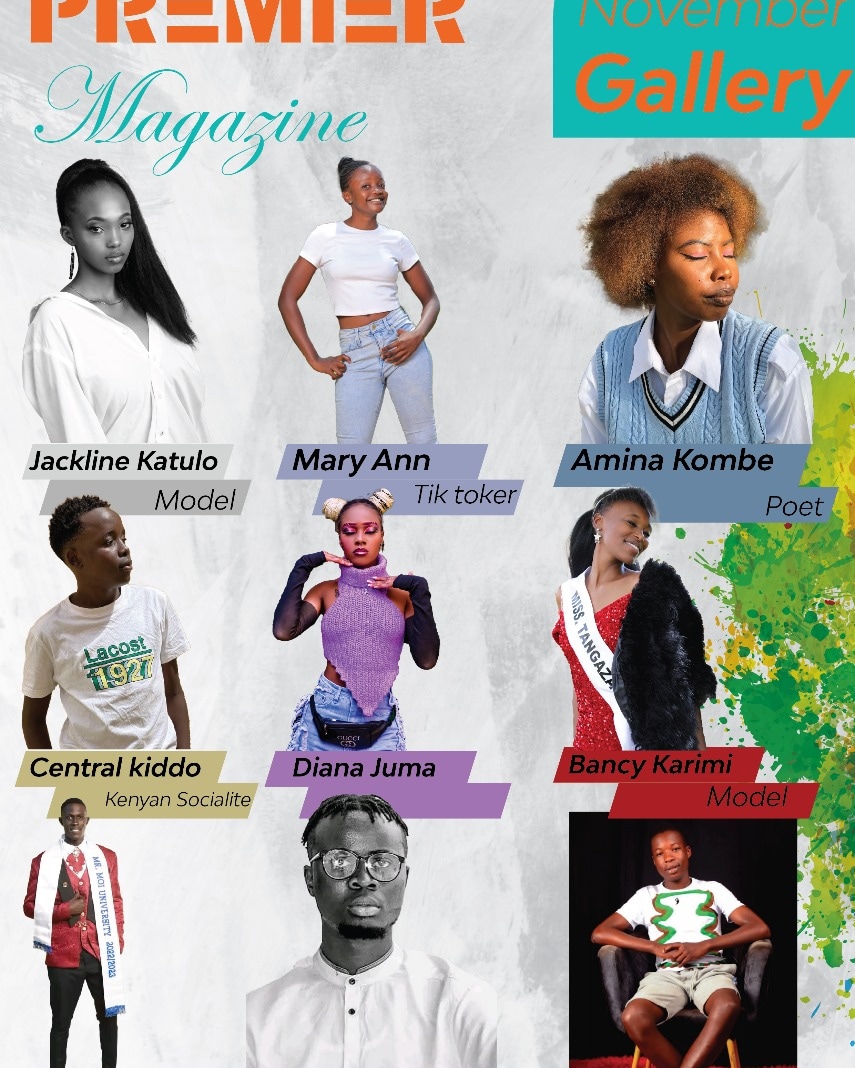 PREMIER
Magazine
November
Gallery
Jackline Katulo
Model
Mary Ann
Tik toker
Amina Kombe
Poet
Lacost
1927
GUCCI
MISS. TANGAZA
Central kiddo
Kenyan Socialite
Diana Juma
Bancy Karimi
Model
MR. MOI UNIVERSITY 2022/2023